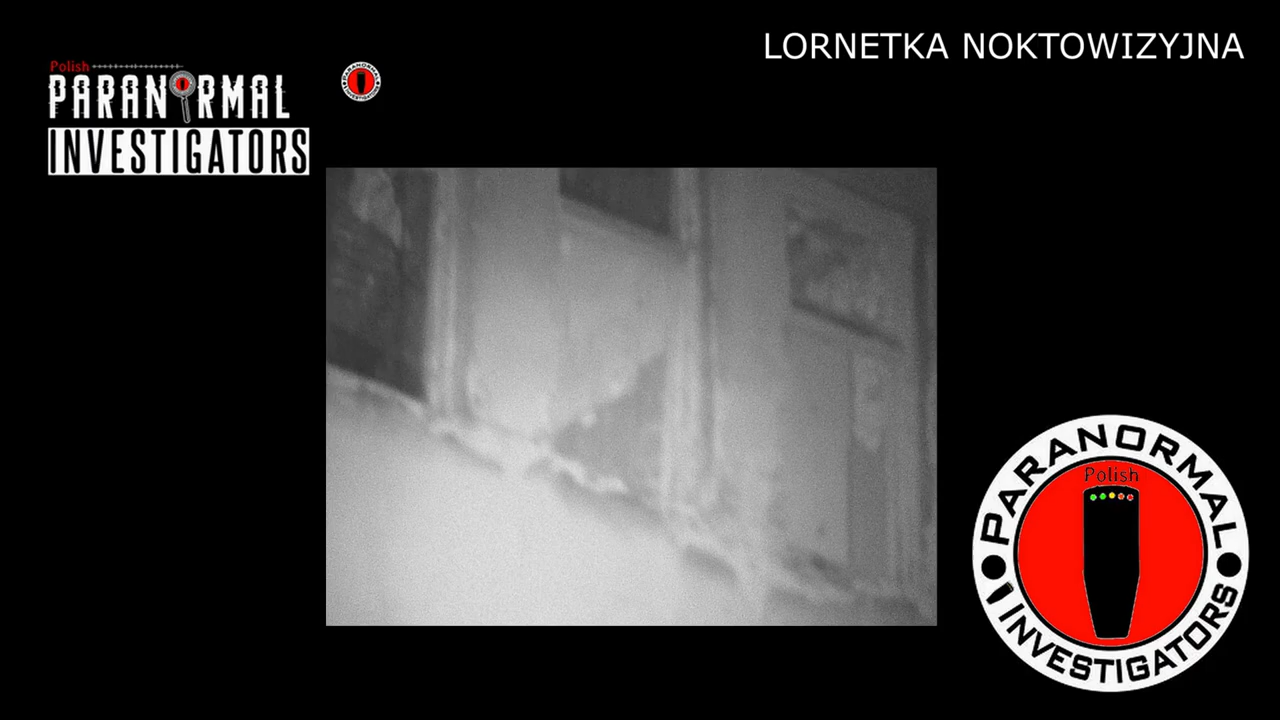 LORNETKA NOKTOWIZYJNA
Polish
PARANORMAL
INVESTIGATORS
PARANORMAL
Polish
INVESTIGATORS